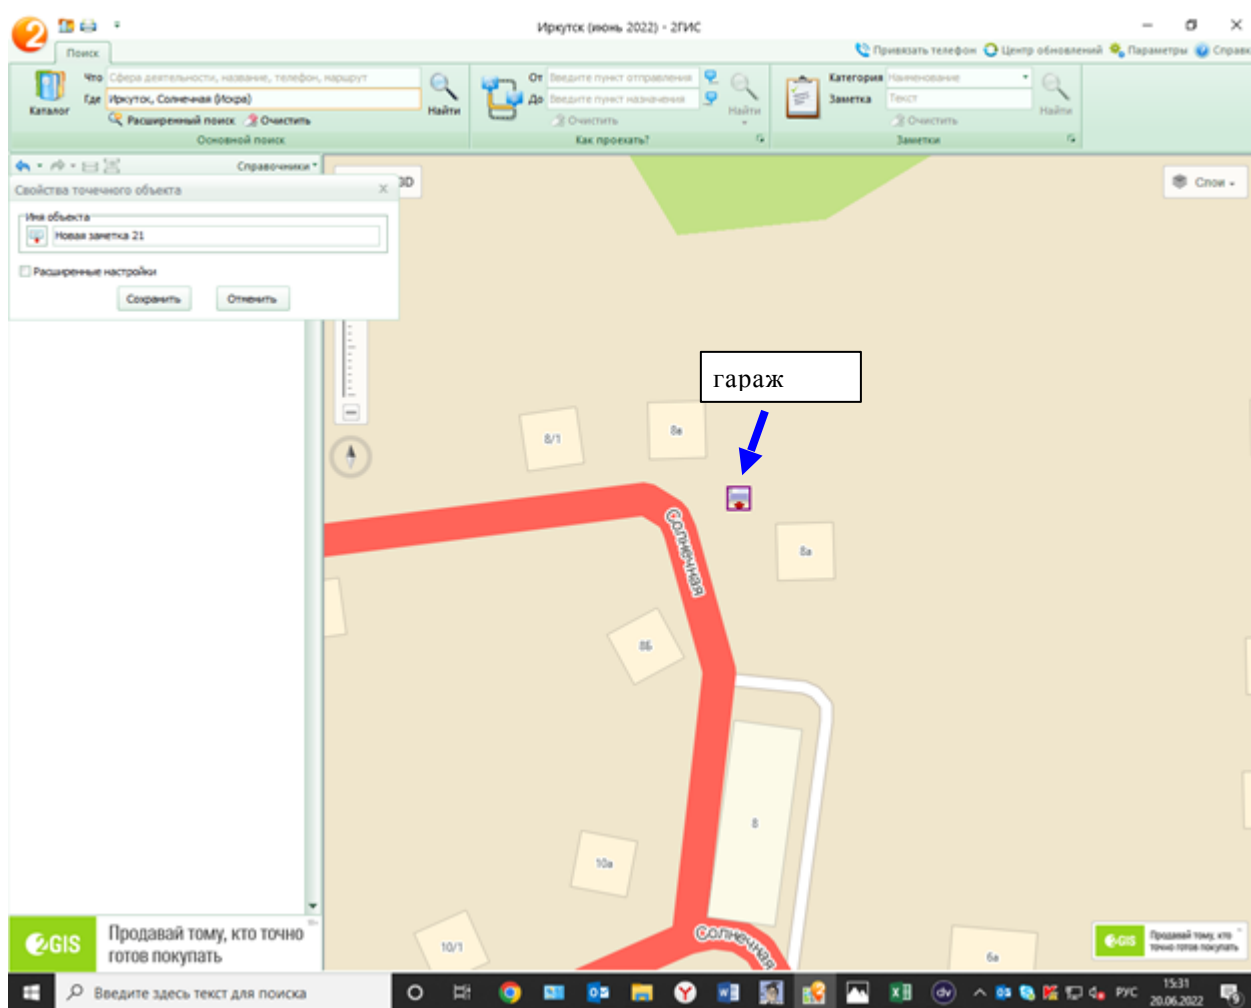 Иркутск (июнь 2022) - 2ГИС
Поиск
Привязать телефон Центр обновлений Параметры Справк
Что Сфера деятельности, название, телефон, маршрут
Где Иркутск, Солнечная (Искра)
Каталог
Расширенный поиск Очистить
Найти
Основной поиск
От Введите пункт отправления
До Введите пункт назначения
Очистить
Найти
Как проехать?
Категория Наименование
Заметка Текст
Очистить
Найти
Заметки
Справочники
Свойства точечного объекта
Имя объекта
Новая заметка 21
Расширенные настройки
Сохранить Отменить
3D
Слои
гараж
8/1
8в
Солнечная
8а
8Б
8
10а
10/1
Солнечная
6а
2GIS
Продавай тому, кто точно
готов покупать
2GIS
Продавай тому, кто
точно готов покупать
Введите здесь текст для поиска
РУС
15:31
20.06.2022